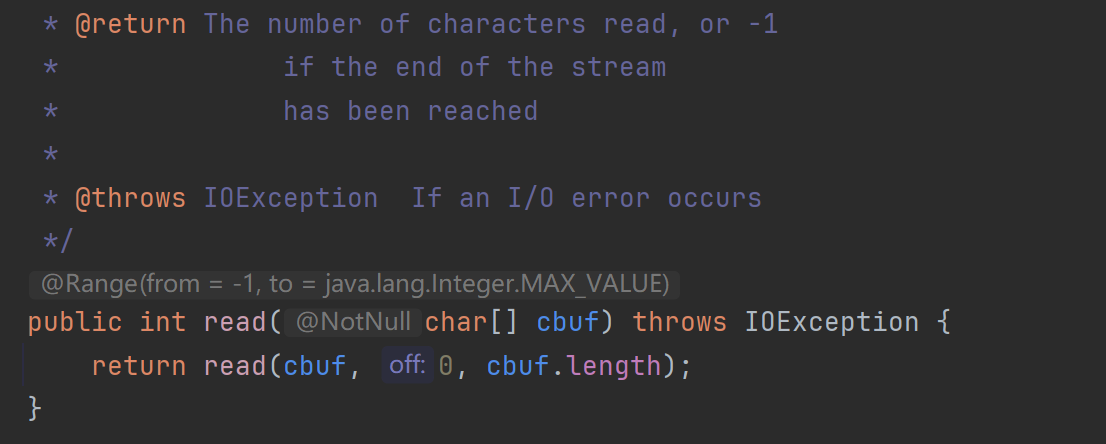 * @return The number of characters read, or -1
*              if the end of the stream
*              has been reached
*
* @throws IOException  If an I/O error occurs
*/
@Range(from = -1, to = java.lang.Integer.MAX_VALUE)
public int read( @NotNull char[] cbuf) throws IOException {
    return read(cbuf, off: 0, cbuf.length);
}